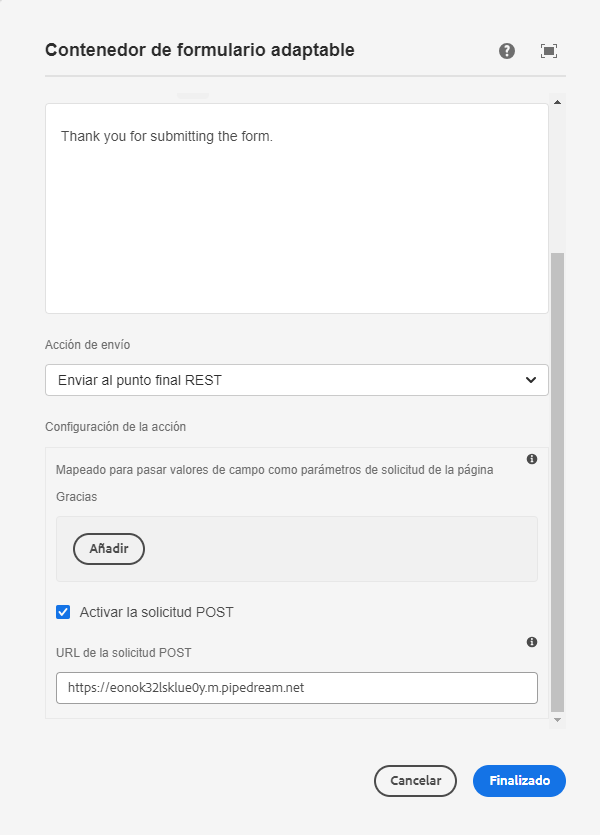 Contenedor de formulario adaptable
Thank you for submitting the form.
Acción de envío
Enviar al punto final REST
Configuración de la acción
Mapeado para pasar valores de campo como parámetros de solicitud de la página
Gracias
Añadir
Activar la solicitud POST
URL de la solicitud POST
https://eonok32lsklue0y.m.pipedream.net
Cancelar
Finalizado